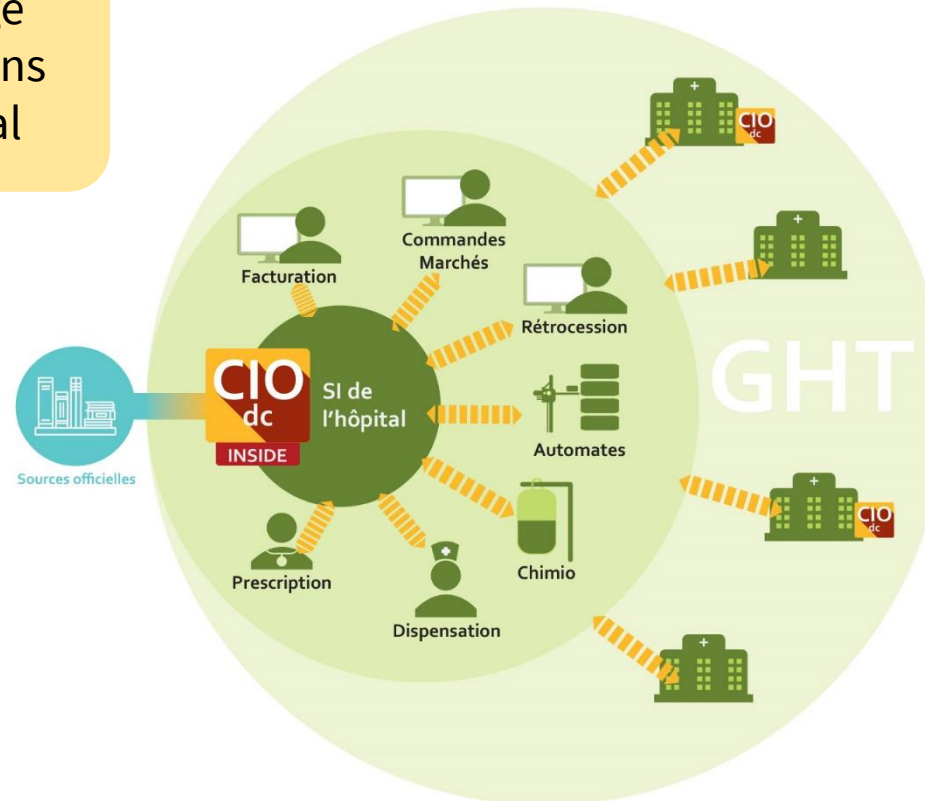 ns
al
CIO
dc
Commandes
Marchés
Facturation
Rétrocession
GHT
CIO
dc
INSIDE
SI de
l'hôpital
Automates
Sources officielles
CIO
dc
Chimio
Prescription
Dispensation